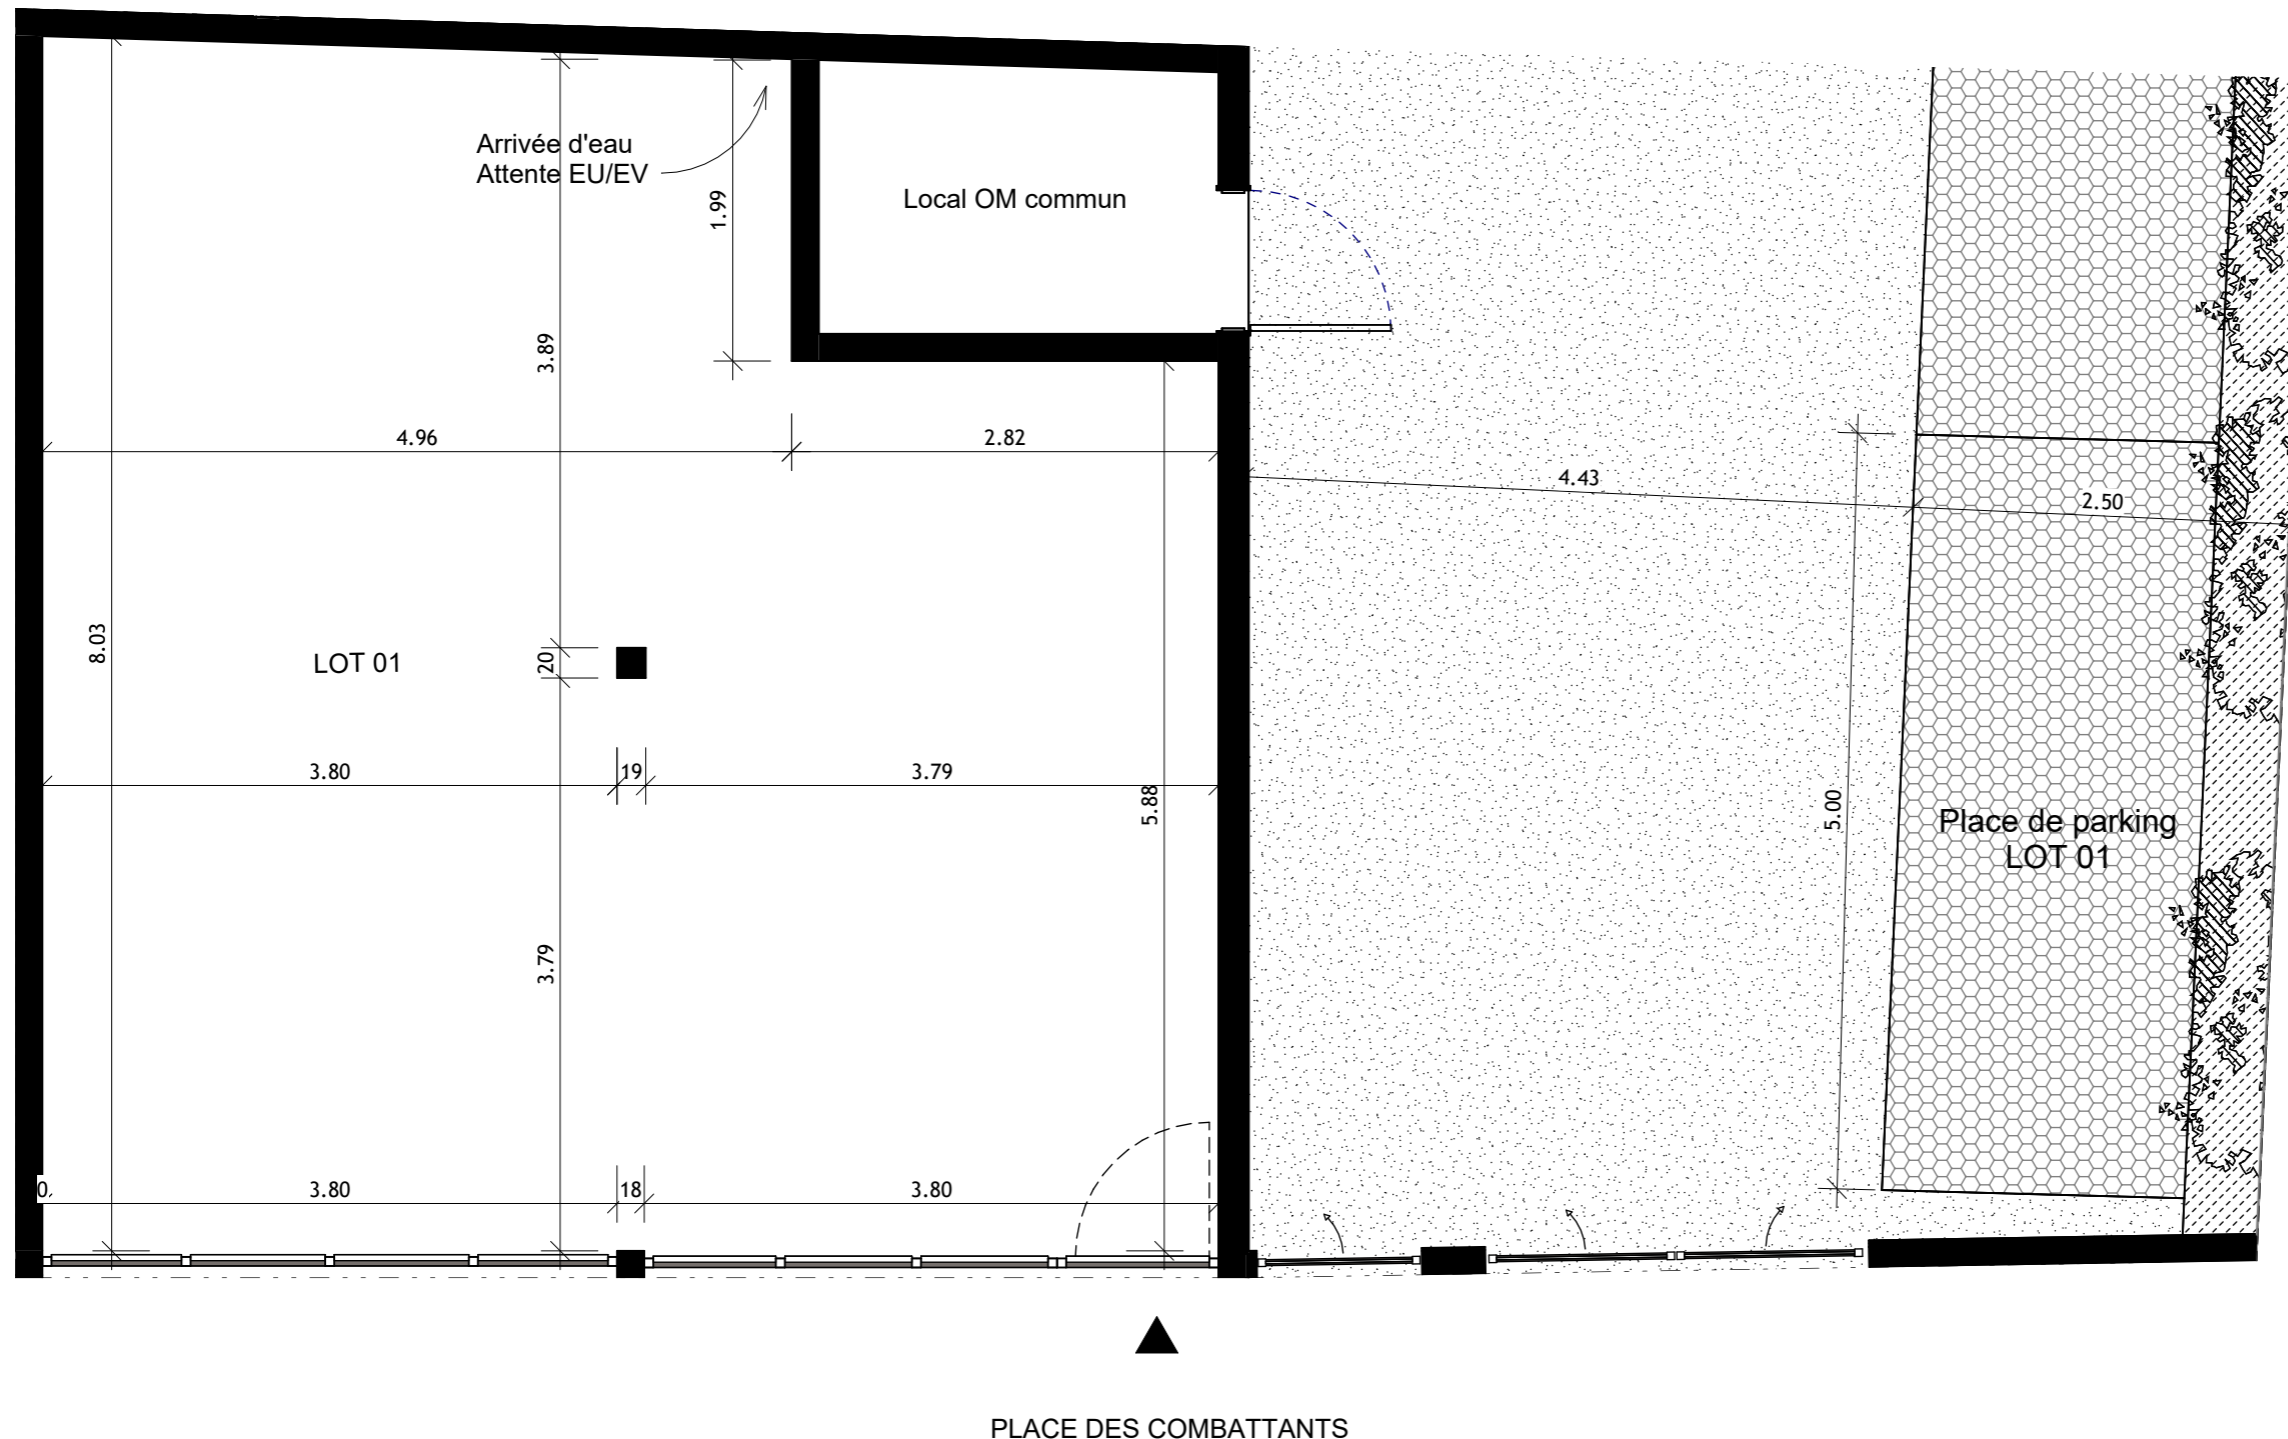 Arrivée d'eau
Attente EU/EV
1.99
Local OM commun
3.89
4.96
2.82
4.43
2.50
8.03
LOT 01
20
3.80
19
3.79
5.88
5.00
Place de parking
LOT 01
3.79
0.
3.80
18
3.80
PLACE DES COMBATTANTS